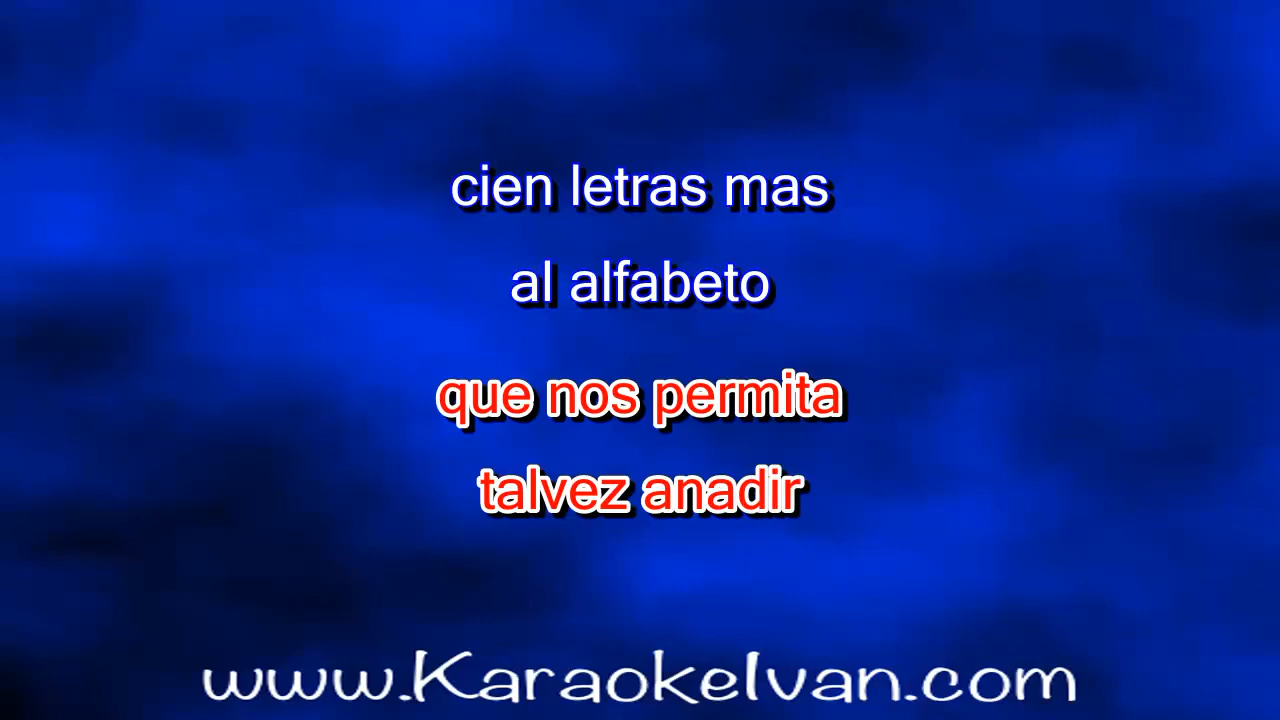 cien letras mas
al alfabeto
que nos permita
talvez anadir
www.KaraokeIvan.com